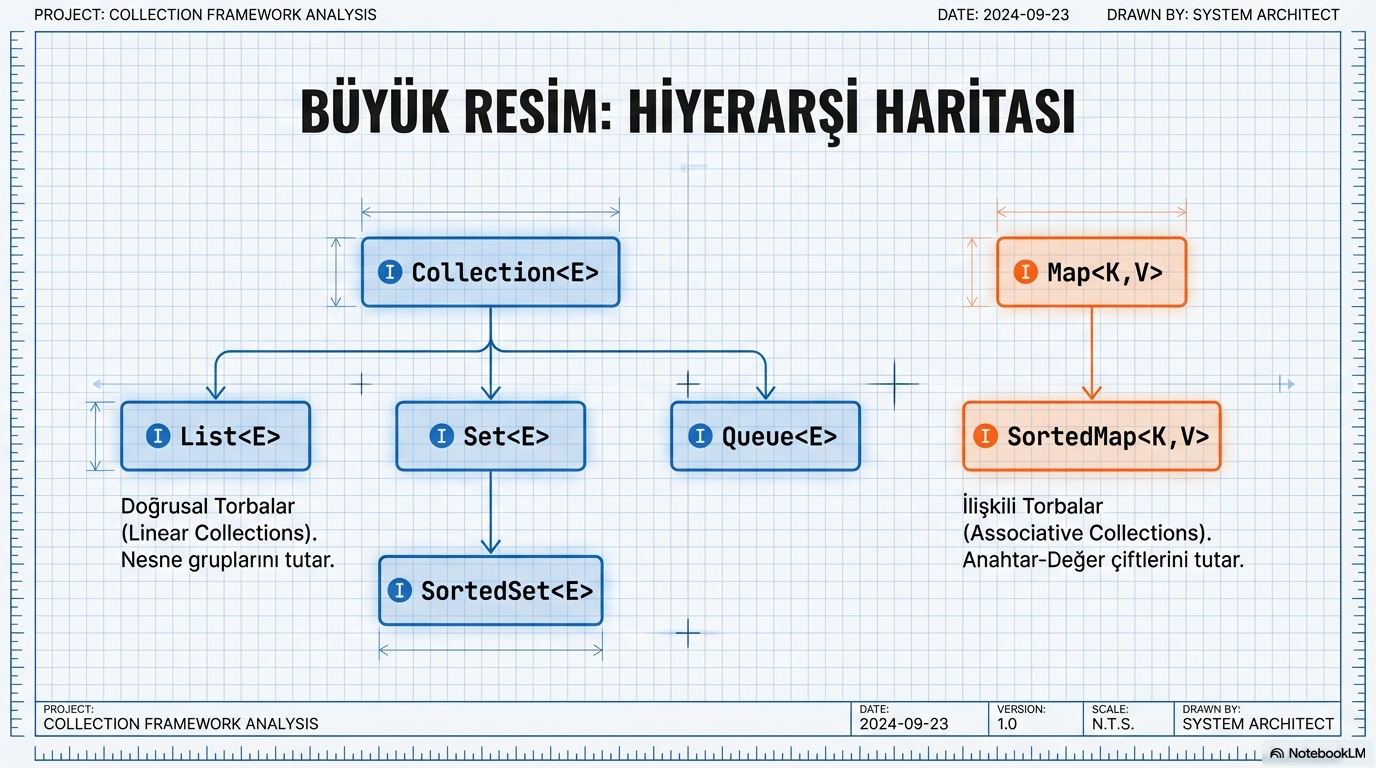 PROJECT: COLLECTION FRAMEWORK ANALYSIS
DATE: 2024-09-23
DRAWN BY: SYSTEM ARCHITECT
BÜYÜK RESİM: HİYERARŞİ HARİTASI
I Collection<E>
I Map<K,V>
I List<E>
I Set<E>
I Queue<E>
I SortedMap<K,V>
Doğrusal Torbalar
(Linear Collections).
Nesne gruplarını tutar.
İlişkili Torbalar
(Associative Collections).
Anahtar-Değer çiftlerini tutar.
I SortedSet<E>
PROJECT:
COLLECTION FRAMEWORK ANALYSIS
DATE:
2024-09-23
VERSION:
1.0
SCALE:
N.T.S.
DRAWN BY:
SYSTEM ARCHITECT
NotebookLM